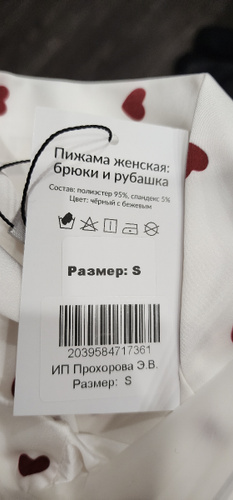 Пижама женская:
брюки и рубашка
Состав: полиэстер 95%, спандекс 5%
Цвет: чёрный с бежевым
Размер: S
2039584717361
ИП Прохорова Э.В.
Размер: S